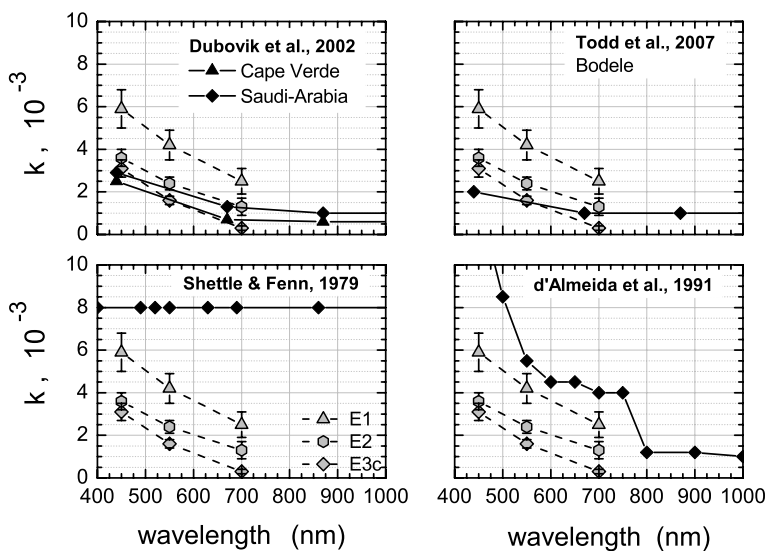 10
8
6
4
2
0
k, 10⁻³
Dubovik et al., 2002
Cape Verde
Saudi-Arabia
Todd et al., 2007
Bodele
10
8
6
4
2
0
k, 10⁻³
Shettle & Fenn, 1979
E1
E2
E3c
d'Almeida et al., 1991
400 500 600 700 800 900 1000
400 500 600 700 800 900 1000
wavelength (nm)
wavelength (nm)